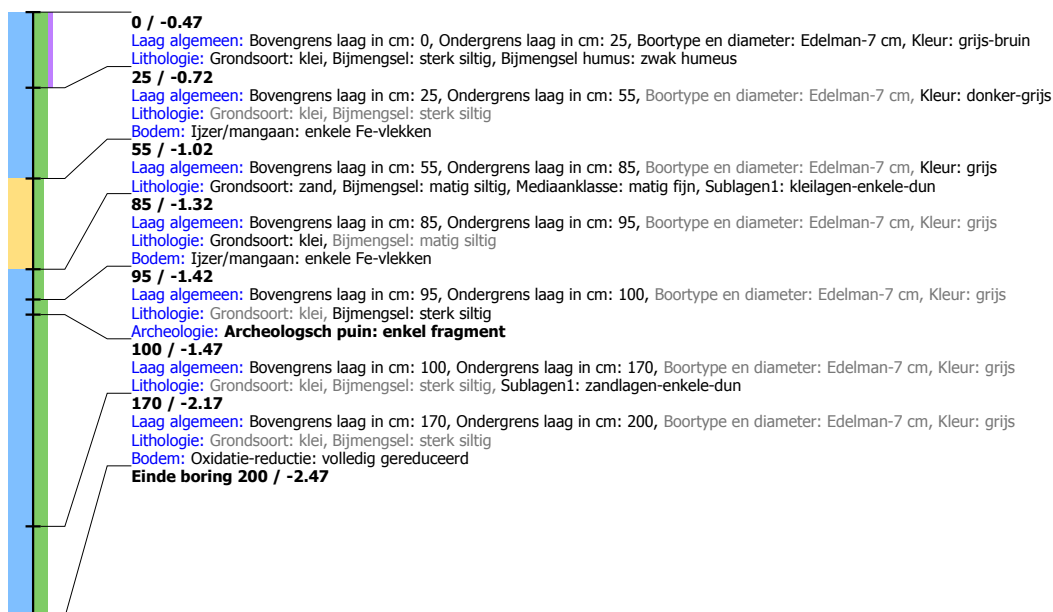 0 / -0.47
Laag algemeen: Bovengrens laag in cm: 0, Ondergrens laag in cm: 25, Boortype en diameter: Edelman-7 cm, Kleur: grijs-bruin
Lithologie: Grondsoort: klei, Bijmengsel: sterk siltig, Bijmengsel humus: zwak humeus
25 / -0.72
Laag algemeen: Bovengrens laag in cm: 25, Ondergrens laag in cm: 55, Boortype en diameter: Edelman-7 cm, Kleur: donker-grijs
Lithologie: Grondsoort: klei, Bijmengsel: sterk siltig
Bodem: Ijzer/mangaan: enkele Fe-vlekken
55 / -1.02
Laag algemeen: Bovengrens laag in cm: 55, Ondergrens laag in cm: 85, Boortype en diameter: Edelman-7 cm, Kleur: grijs
Lithologie: Grondsoort: zand, Bijmengsel: matig siltig, Mediaanklasse: matig fijn, Sublagen1: kleilagen-enkele-dun
85 / -1.32
Laag algemeen: Bovengrens laag in cm: 85, Ondergrens laag in cm: 95, Boortype en diameter: Edelman-7 cm, Kleur: grijs
Lithologie: Grondsoort: klei, Bijmengsel: matig siltig
Bodem: Ijzer/mangaan: enkele Fe-vlekken
95 / -1.42
Laag algemeen: Bovengrens laag in cm: 95, Ondergrens laag in cm: 100, Boortype en diameter: Edelman-7 cm, Kleur: grijs
Lithologie: Grondsoort: klei, Bijmengsel: sterk siltig
Archeologie: Archeologsch puin: enkel fragment
100 / -1.47
Laag algemeen: Bovengrens laag in cm: 100, Ondergrens laag in cm: 170, Boortype en diameter: Edelman-7 cm, Kleur: grijs
Lithologie: Grondsoort: klei, Bijmengsel: sterk siltig, Sublagen1: zandlagen-enkele-dun
170 / -2.17
Laag algemeen: Bovengrens laag in cm: 170, Ondergrens laag in cm: 200, Boortype en diameter: Edelman-7 cm, Kleur: grijs
Lithologie: Grondsoort: klei, Bijmengsel: sterk siltig
Bodem: Oxidatie-reductie: volledig gereduceerd
Einde boring 200 / -2.47